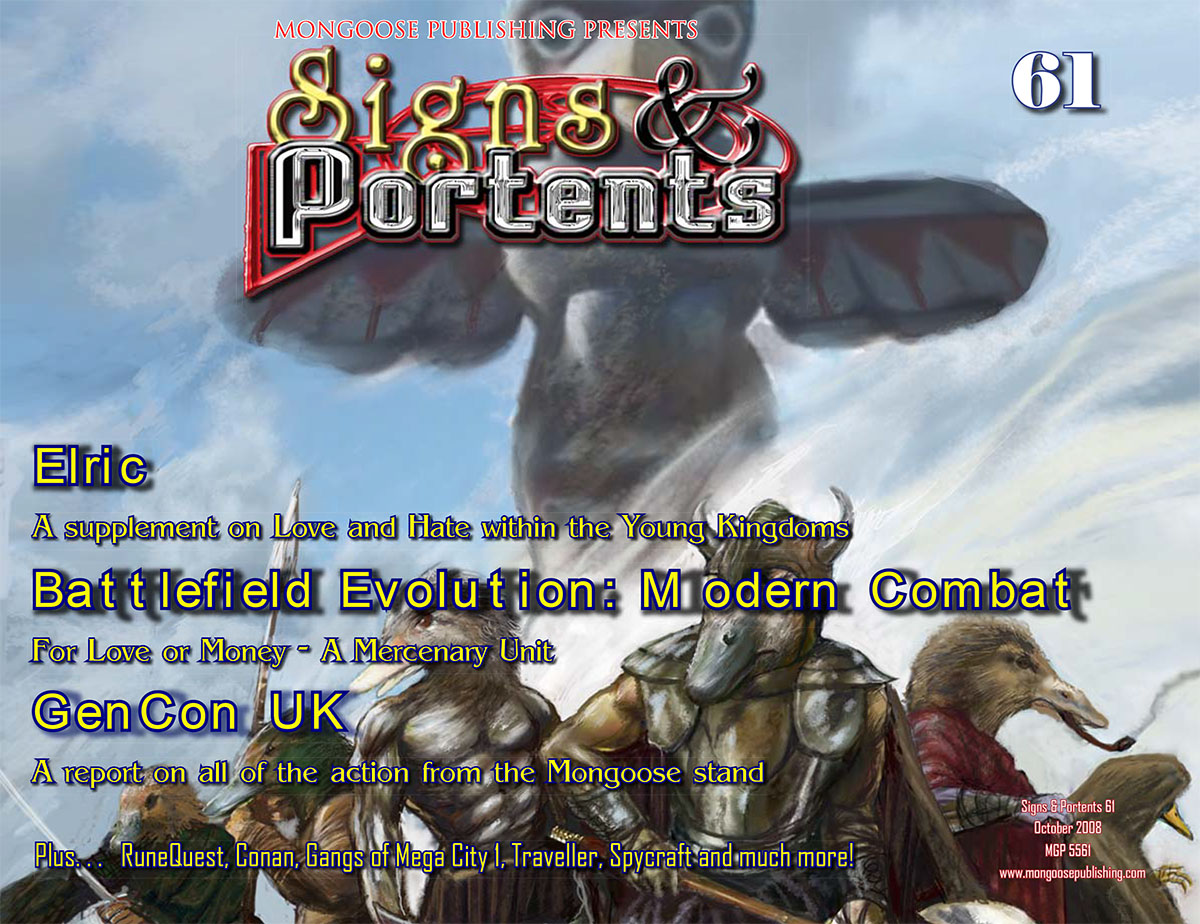 MONGOOSE PUBLISHING PRESENTS
Signs &
Portents
61
Elric
A supplement on Love and Hate within the Young Kingdoms
Battlefield Evolution: Modern Combat
For Love or Money - A Mercenary Unit
GenCon UK
A report on all of the action from the Mongoose stand
Plus... RuneQuest, Conan, Gangs of Mega City 1, Traveller, Spycraft and much more!
Signs & Portents 61
October 2008
MGP 5561
www.mongoosepublishing.com